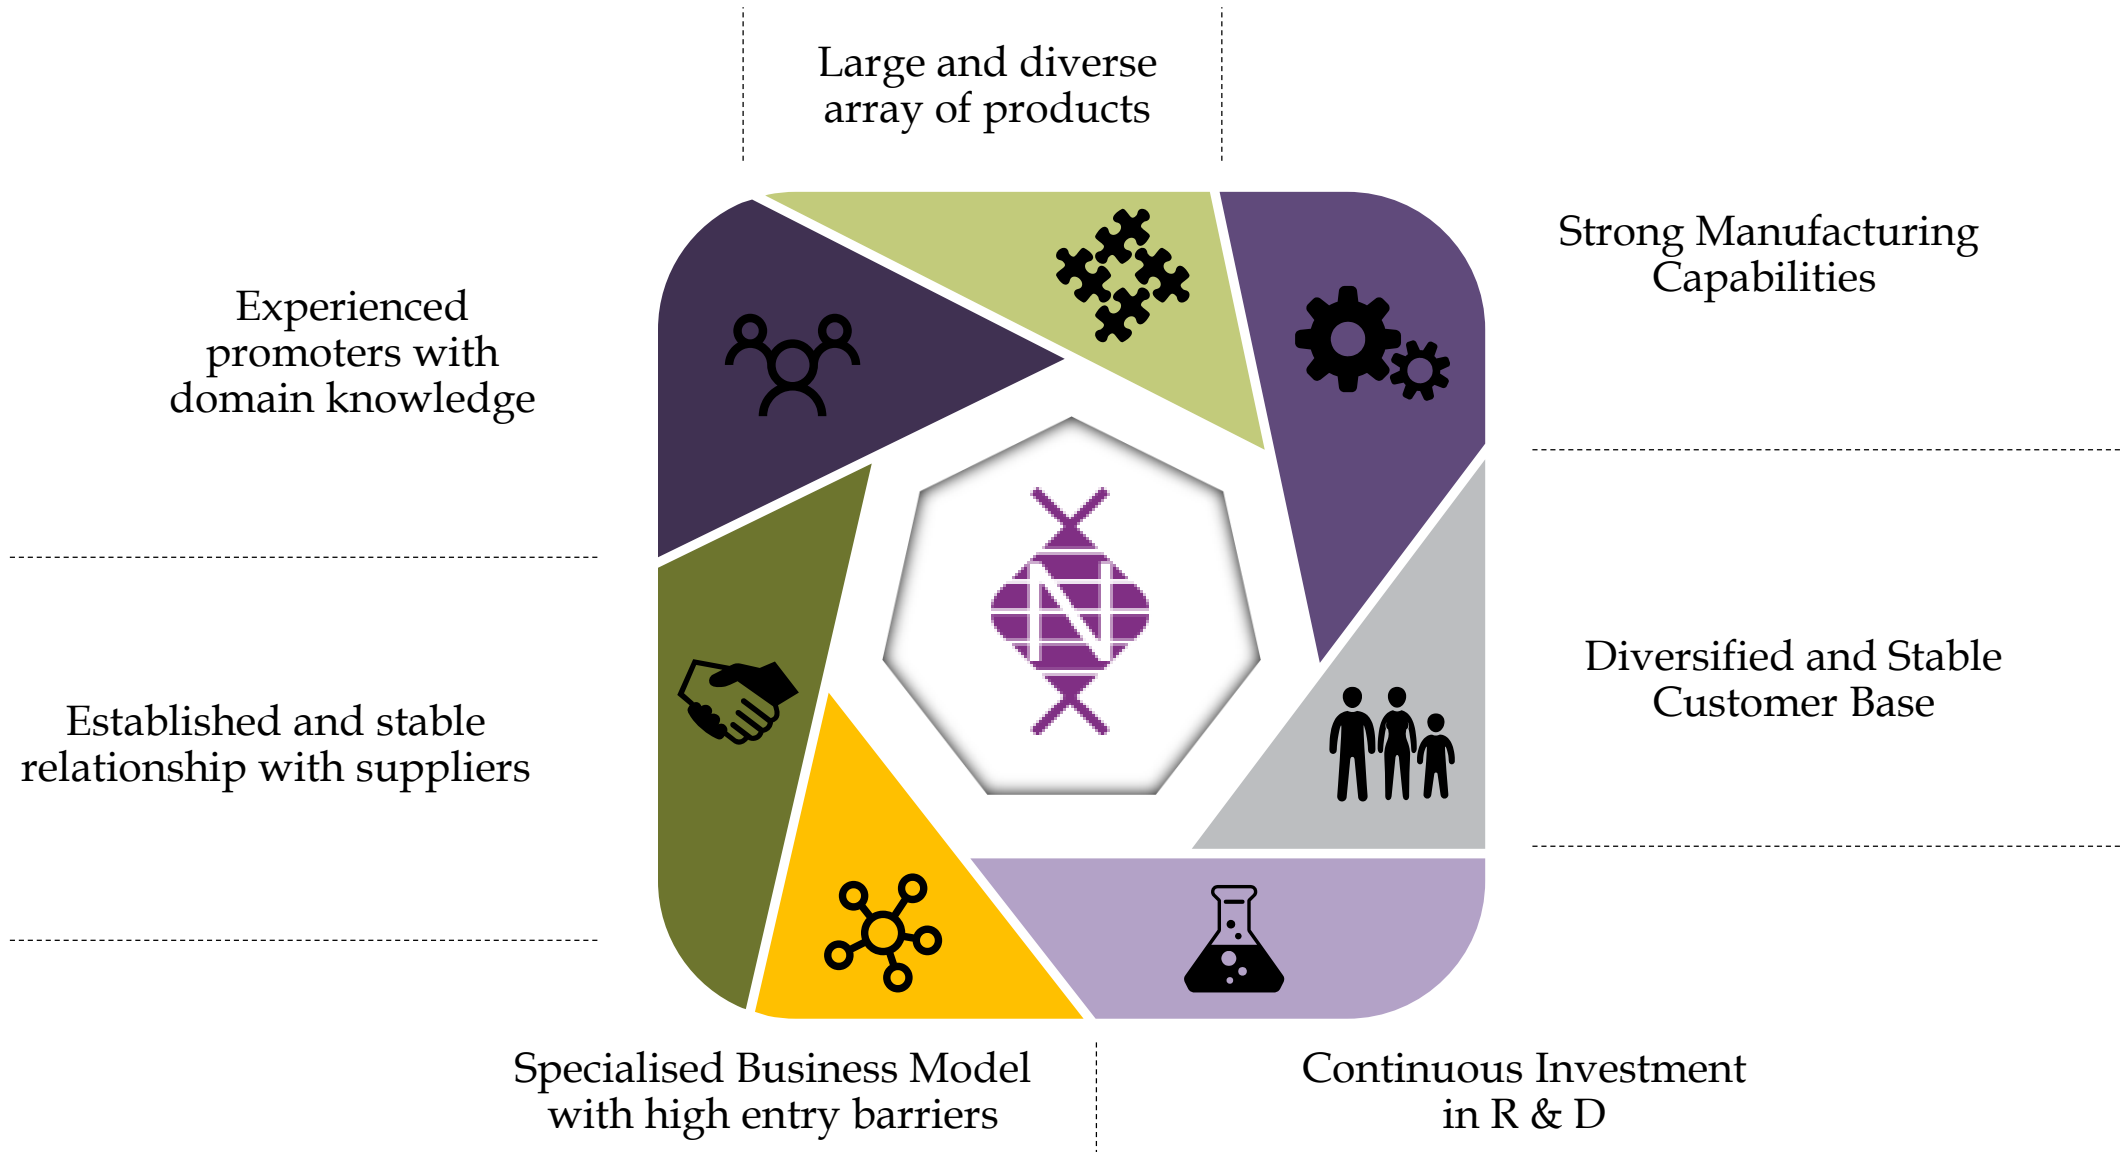 Large and diverse
array of products
Strong Manufacturing
Capabilities
Experienced
promoters with
domain knowledge
Diversified and Stable
Customer Base
Established and stable
relationship with suppliers
N
Specialised Business Model
with high entry barriers
Continuous Investment
in R & D